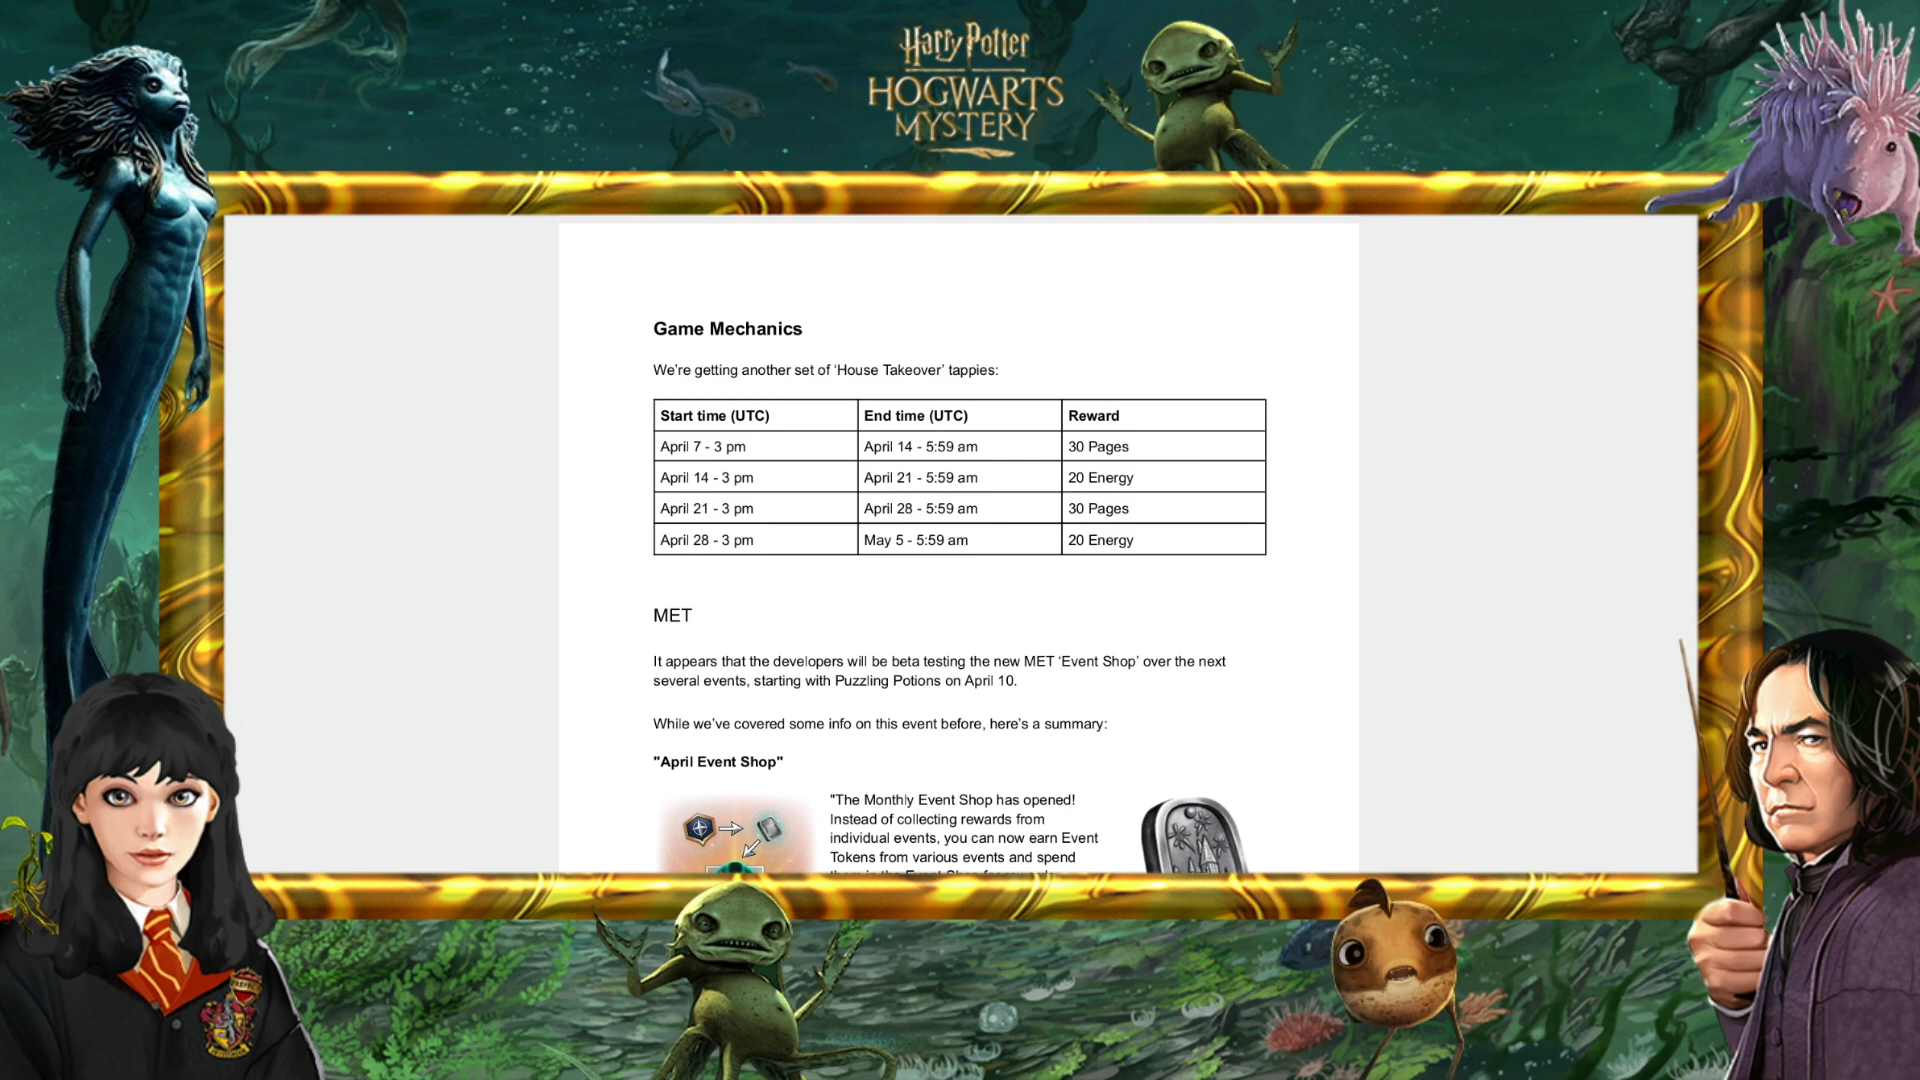 Harry Potter
HOGWARTS
MYSTERY
Game Mechanics
We’re getting another set of ‘House Takeover’ tappies:
Start time (UTC) End time (UTC) Reward
April 7 - 3 pm April 14 - 5:59 am 30 Pages
April 14 - 3 pm April 21 - 5:59 am 20 Energy
April 21 - 3 pm April 28 - 5:59 am 30 Pages
April 28 - 3 pm May 5 - 5:59 am 20 Energy
MET
It appears that the developers will be beta testing the new MET ‘Event Shop’ over the next
several events, starting with Puzzling Potions on April 10.
While we’ve covered some info on this event before, here’s a summary:
"April Event Shop"
"The Monthly Event Shop has opened!
Instead of collecting rewards from
individual events, you can now earn Event
Tokens from various events and spend
PREFECT